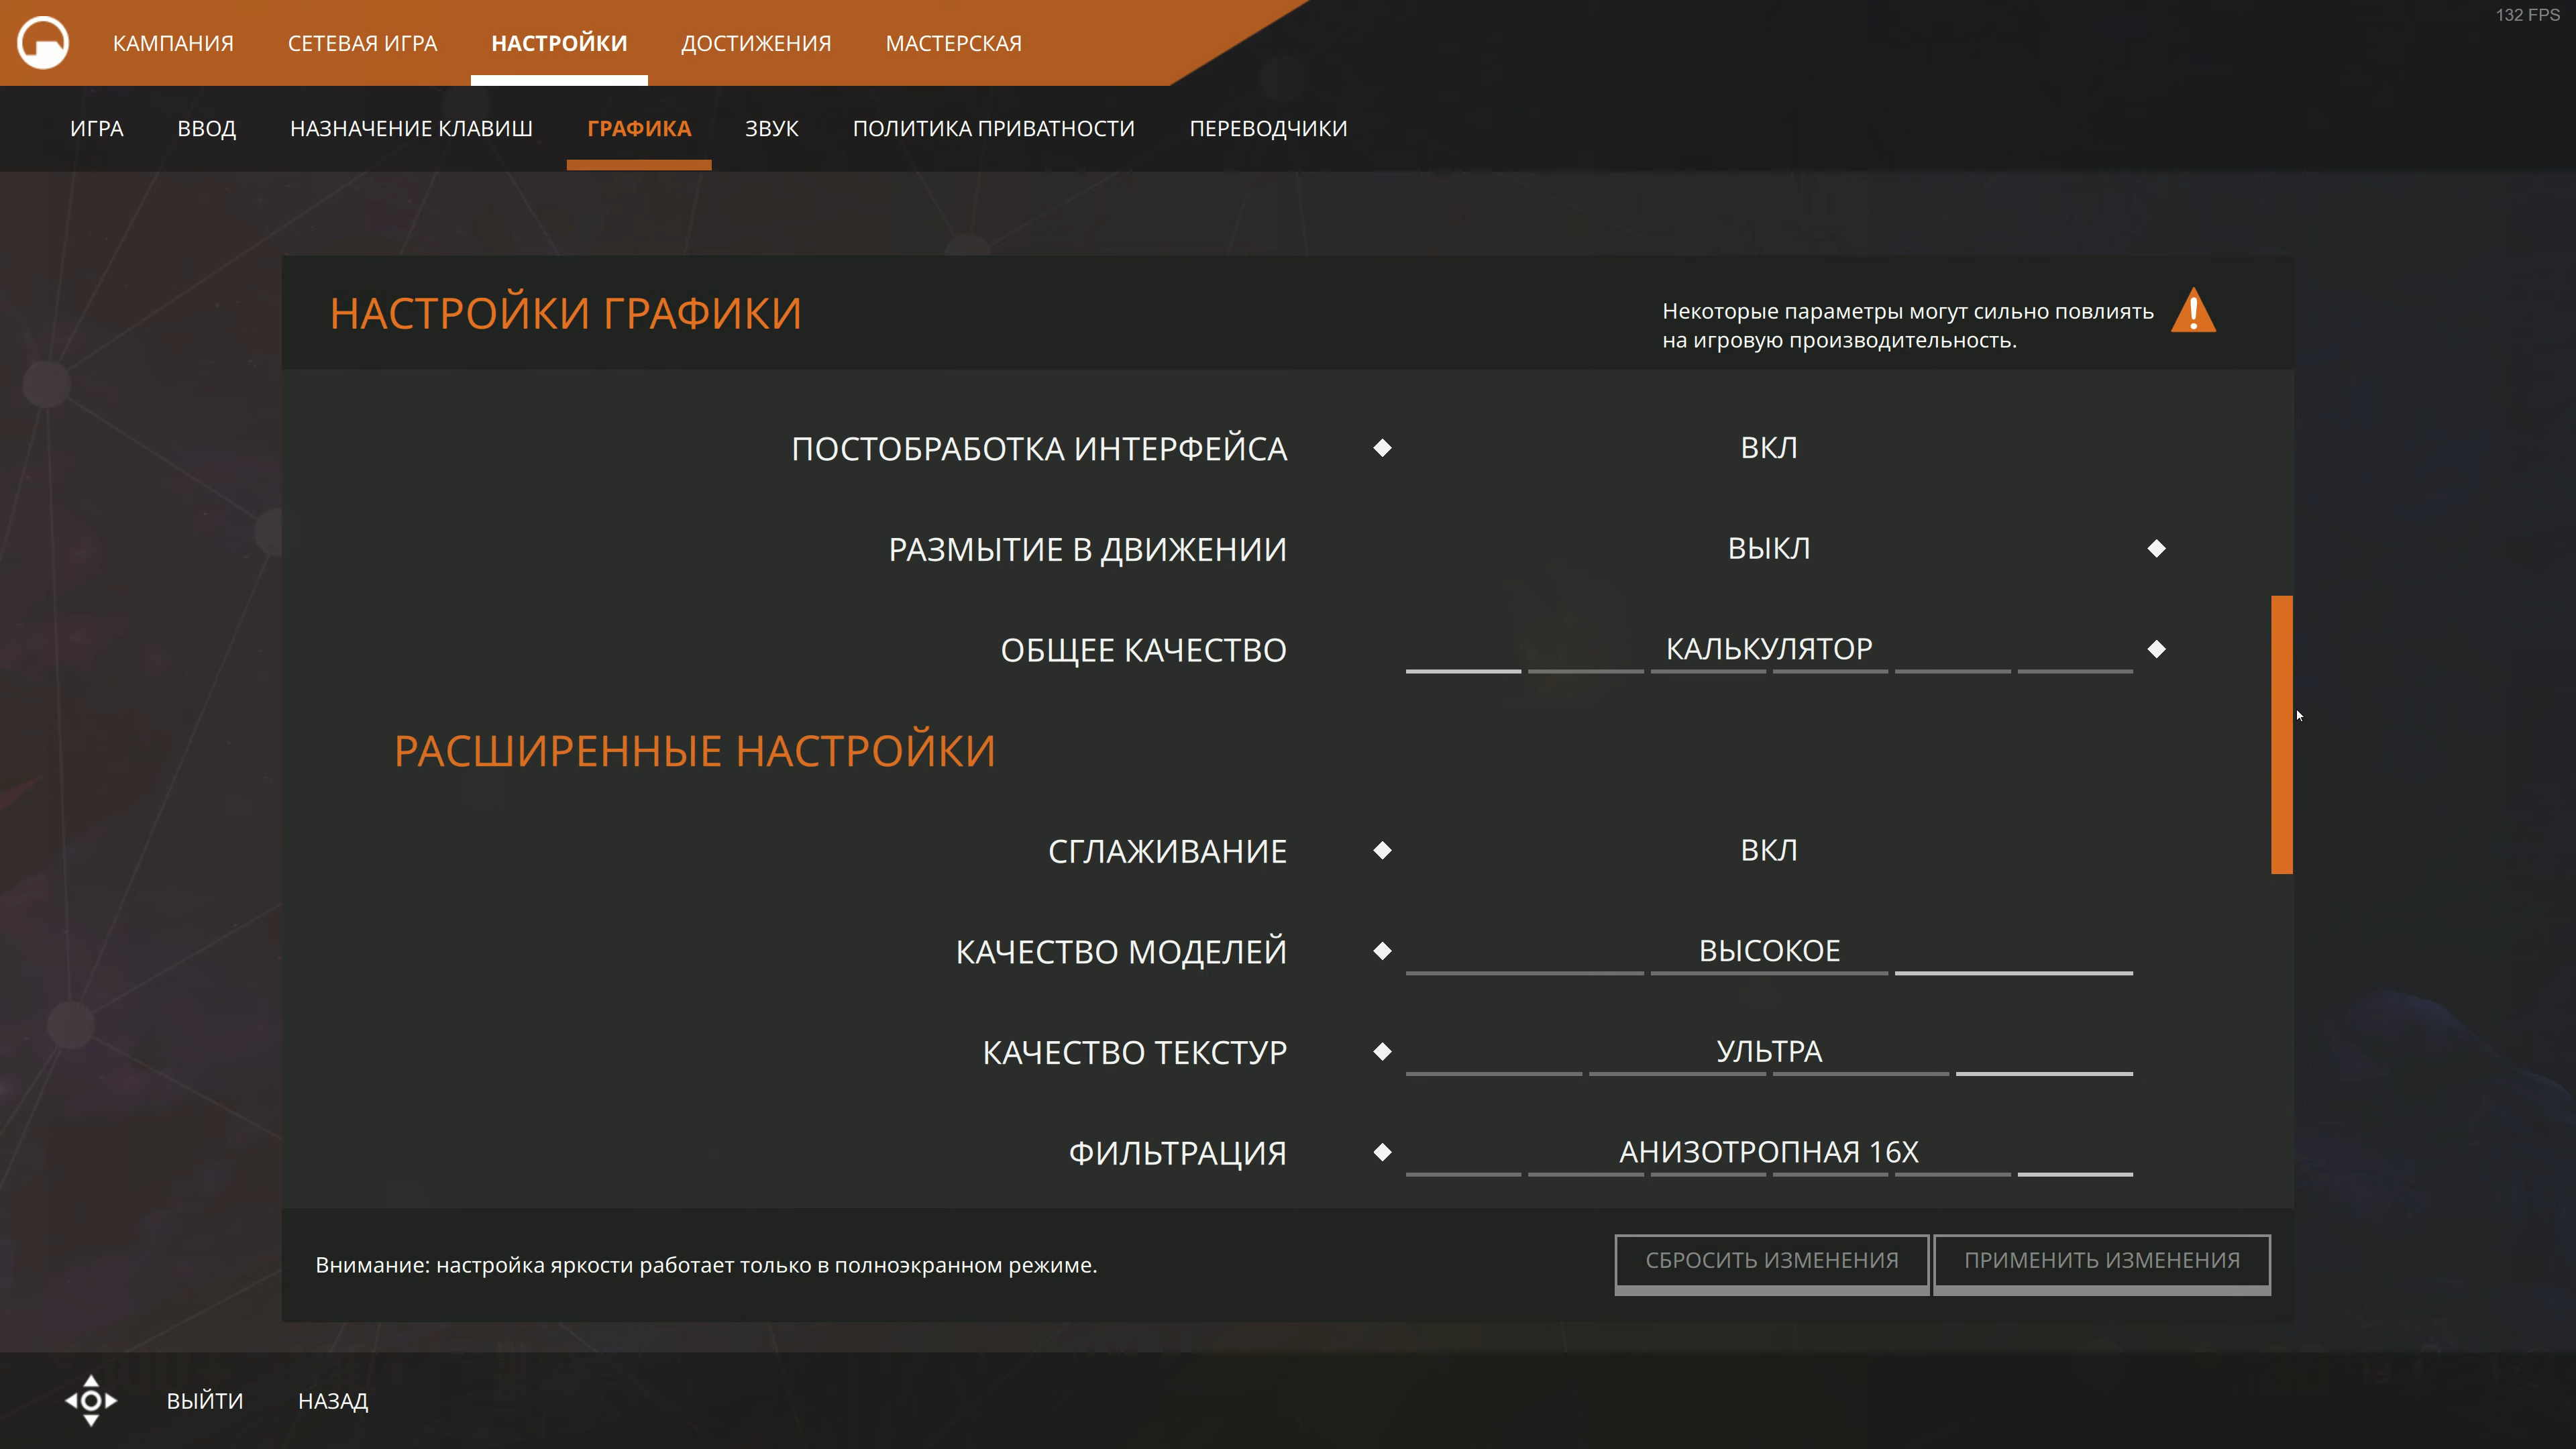 132 FPS
КАМПАНИЯ СЕТЕВАЯ ИГРА НАСТРОЙКИ ДОСТИЖЕНИЯ МАСТЕРСКАЯ
ИГРА ВВОД НАЗНАЧЕНИЕ КЛАВИШ ГРАФИКА ЗВУК ПОЛИТИКА ПРИВАТНОСТИ ПЕРЕВОДЧИКИ
НАСТРОЙКИ ГРАФИКИ
Некоторые параметры могут сильно повлиять
на игровую производительность.
ПОСТОБРАБОТКА ИНТЕРФЕЙСА ВКЛ
РАЗМЫТИЕ В ДВИЖЕНИИ ВЫКЛ
ОБЩЕЕ КАЧЕСТВО КАЛЬКУЛЯТОР
РАСШИРЕННЫЕ НАСТРОЙКИ
СГЛАЖИВАНИЕ ВКЛ
КАЧЕСТВО МОДЕЛЕЙ ВЫСОКОЕ
КАЧЕСТВО ТЕКСТУР УЛЬТРА
ФИЛЬТРАЦИЯ АНИЗОТРОПНАЯ 16X
Внимание: настройка яркости работает только в полноэкранном режиме.
СБРОСИТЬ ИЗМЕНЕНИЯ ПРИМЕНИТЬ ИЗМЕНЕНИЯ
ВЫЙТИ НАЗАД